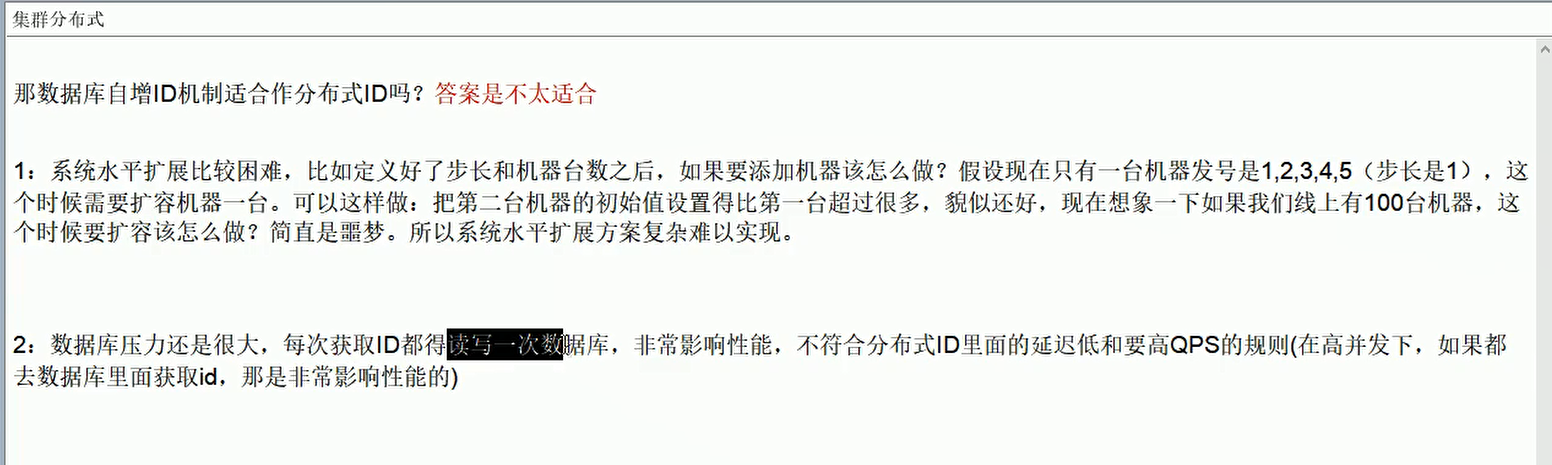 集群分布式
那数据库自增ID机制适合作分布式ID吗？答案是不太适合
1：系统水平扩展比较困难，比如定义好了步长和机器台数之后，如果要添加机器该怎么做？假设现在只有一台机器发号是1,2,3,4,5（步长是1），这
个时候需要扩容机器一台。可以这样做：把第二台机器的初始值设置得比第一台超过很多，貌似还好，现在想象一下如果我们线上有100台机器，这
个时候要扩容该怎么做？简直是噩梦。所以系统水平扩展方案复杂难以实现。
2：数据库压力还是很大，每次获取ID都得读写一次数据库，非常影响性能，不符合分布式ID里面的延迟低和要高QPS的规则(在高并发下，如果都
去数据库里面获取id，那是非常影响性能的)